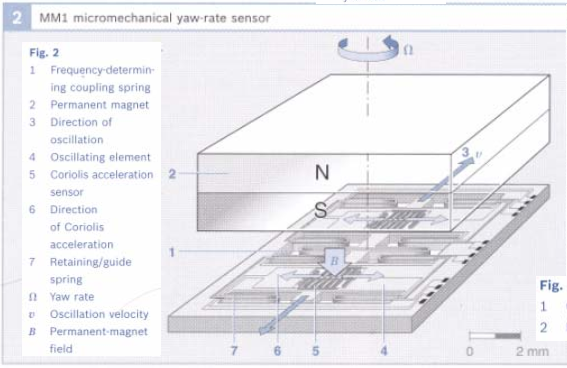 2 MM1 micromechanical yaw-rate sensor
Fig. 2
1 Frequency-determin-
ing coupling spring
2 Permanent magnet
3 Direction of
oscillation
4 Oscillating element
5 Coriolis acceleration
sensor
6 Direction
of Coriolis
acceleration
7 Retaining/guide
spring
Ω Yaw rate
υ Oscillation velocity
B Permanent-magnet
field
Ω
3 υ
2
N
S
1
B
7 6 5 4
0 2 mm
Fig.
1
2